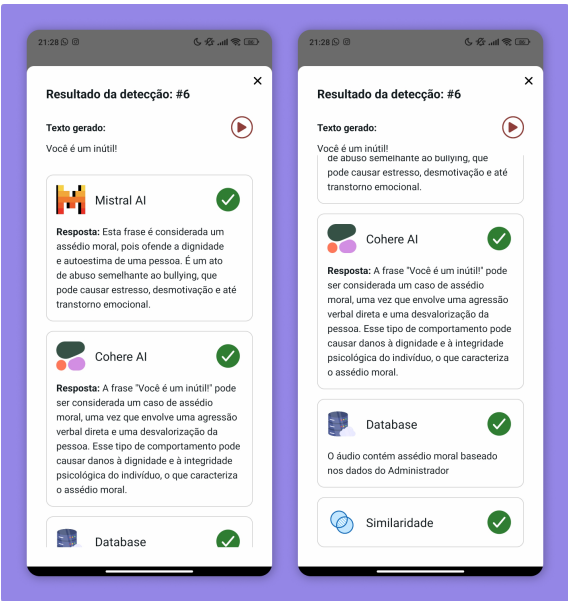 21:28
Resultado da detecção: #6
Texto gerado:
Você é um inútil!
Mistral AI
Resposta: Esta frase é considerada um
assédio moral, pois ofende a dignidade
e autoestima de uma pessoa. É um ato
de abuso semelhante ao bullying, que
pode causar estresso, desmotivação e até
transtorno emocional.
Cohere AI
Resposta: A frase "Você é um inútil!" pode
ser considerada um caso de assédio
moral, uma vez que envolve uma agressão
verbal direta e uma desvalorização da
pessoa. Esse tipo de comportamento pode
causar danos à dignidade e à integridade
psicológica do indivíduo, o que caracteriza
o assédio moral.
Database
21:28
Resultado da detecção: #6
Texto gerado:
Você é um inútil!
de abuso semelhante ao bullying, que
pode causar estresso, desmotivação e até
transtorno emocional.
Cohere AI
Resposta: A frase "Você é um inútil!" pode
ser considerada um caso de assédio
moral, uma vez que envolve uma agressão
verbal direta e uma desvalorização da
pessoa. Esse tipo de comportamento pode
causar danos à dignidade e à integridade
psicológica do indivíduo, o que caracteriza
o assédio moral.
Database
O áudio contém assédio moral baseado
nos dados do Administrador
Similaridade